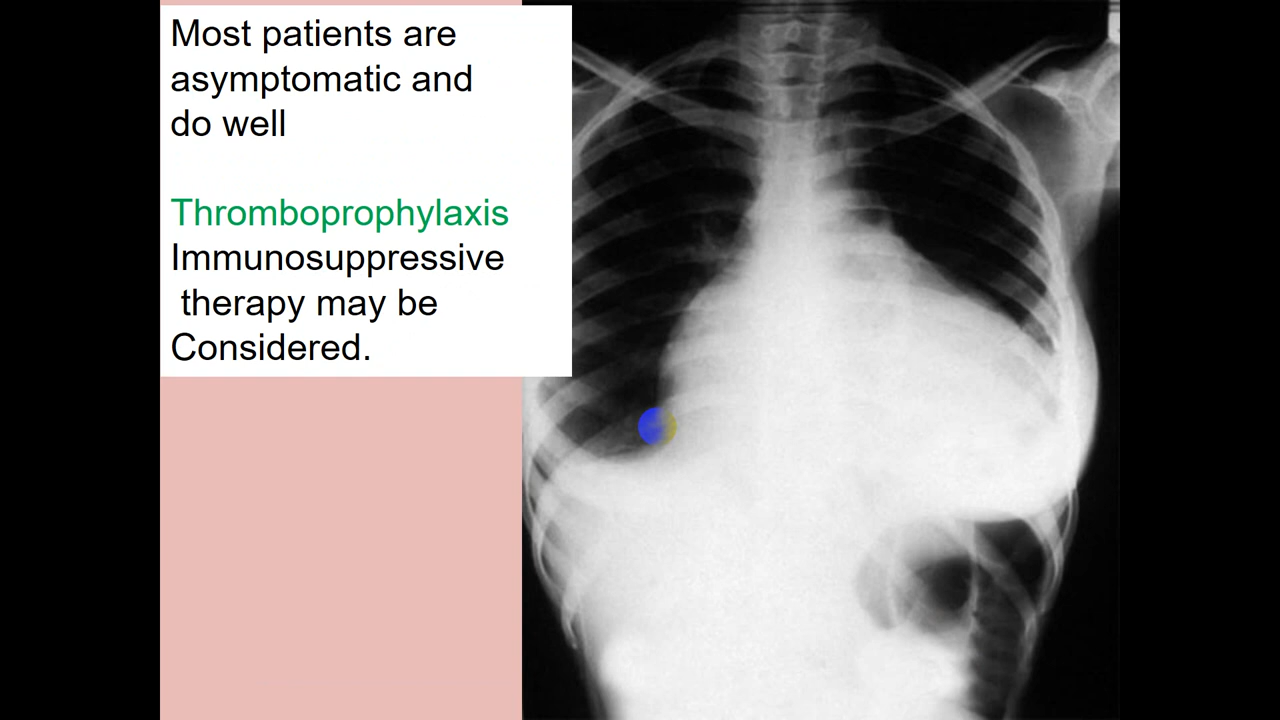 Most patients are
asymptomatic and
do well
Thromboprophylaxis
Immunosuppressive
therapy may be
Considered.